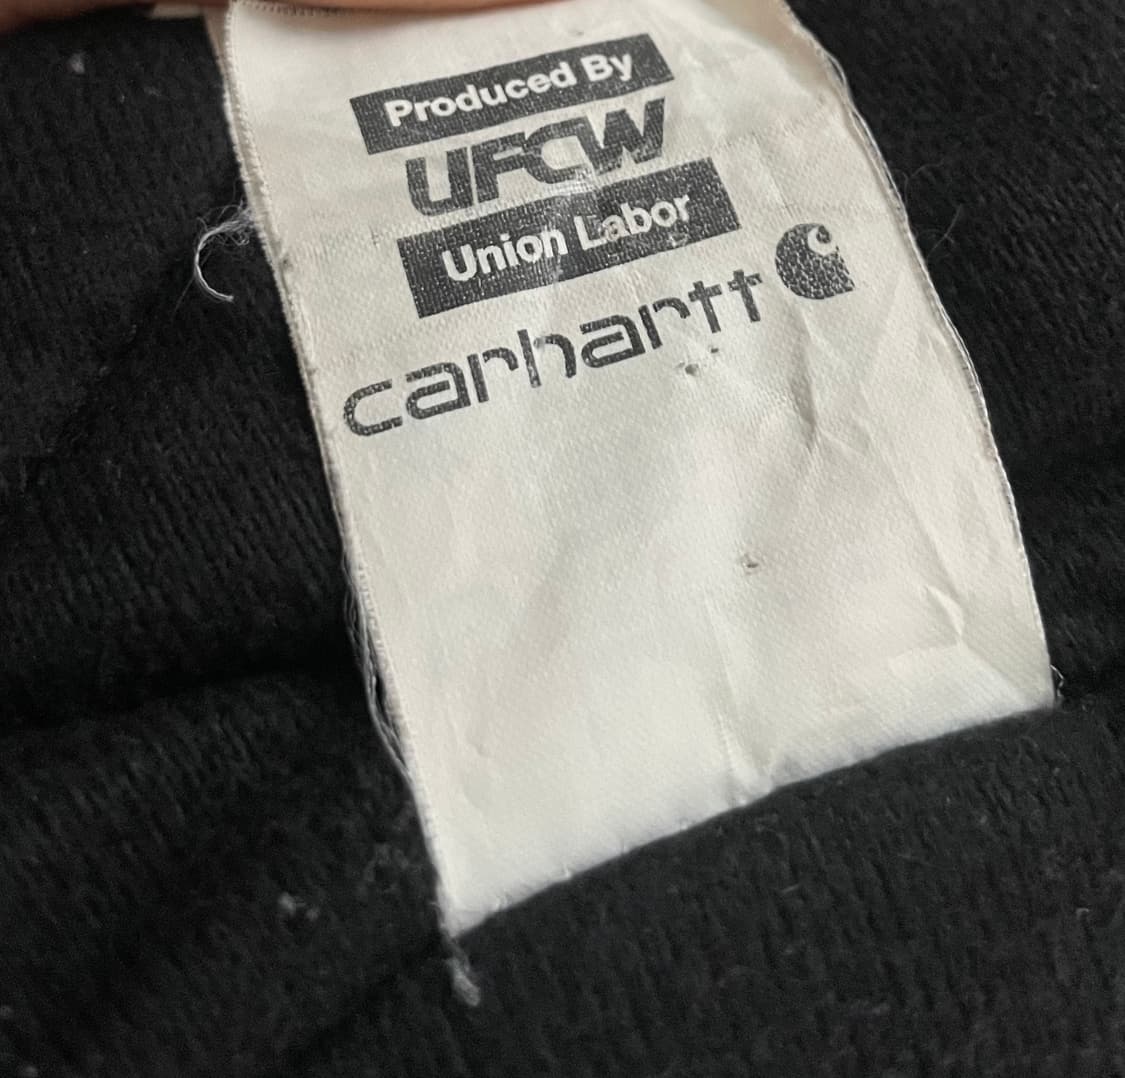 Produced By
UFCW
Union Labor
carhartt